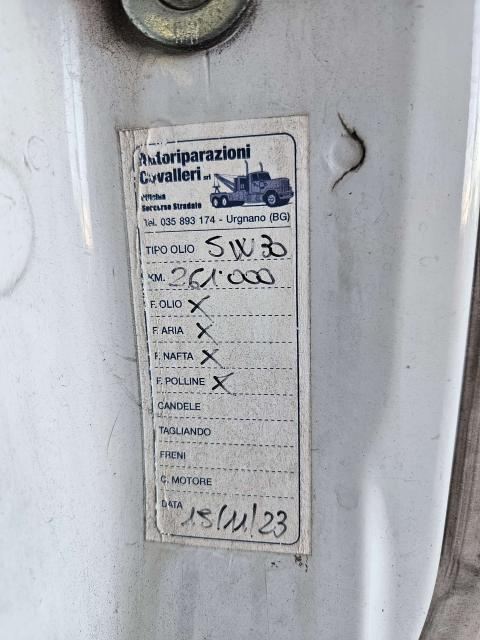 Autoriparazioni
Cavalleri srl
Officina
Soccorso Stradale
Tel. 035 893 174 - Urgnano (BG)
TIPO OLIO 5W30
KM. 261.000
F. OLIO X
F. ARIA X
F. NAFTA X
F. POLLINE X
CANDELE
TAGLIANDO
FRENI
C. MOTORE
DATA 15/11/23